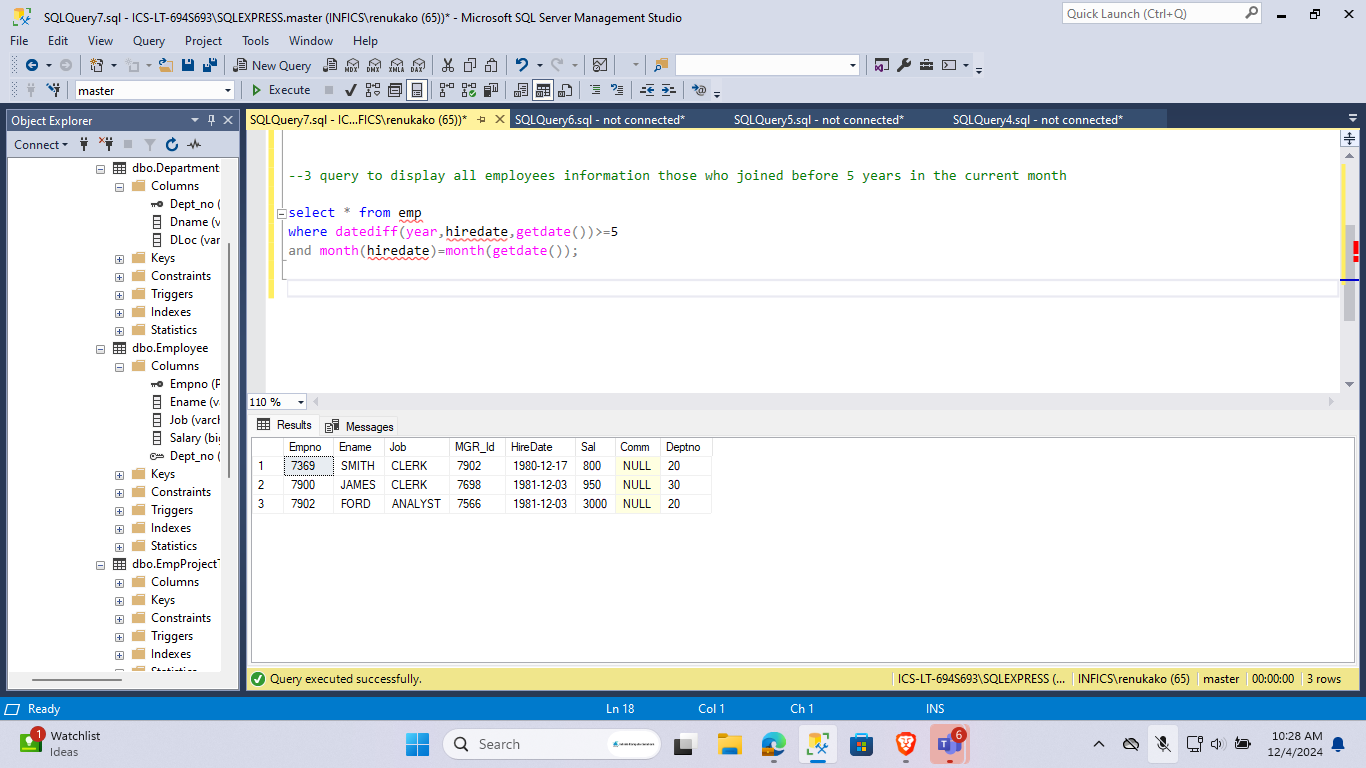 SQLQuery7.sql - ICS-LT-694S693\SQLEXPRESS.master (INFICS\renukako (65))* - Microsoft SQL Server Management Studio
Quick Launch (Ctrl+Q)
File Edit View Query Project Tools Window Help
New Query MDX DMX XMLA DAX
master Execute
Object Explorer
SQLQuery7.sql - IC...FICS\renukako (65))* SQLQuery6.sql - not connected* SQLQuery5.sql - not connected* SQLQuery4.sql - not connected*
Connect
dbo.Department
Columns
Dept_no (
Dname (v
DLoc (var
Keys
Constraints
Triggers
Indexes
Statistics
dbo.Employee
Columns
Empno (P
Ename (va
Job (varch
Salary (big
Dept_no (
Keys
Constraints
Triggers
Indexes
Statistics
dbo.EmpProject
Columns
Keys
Constraints
Triggers
Indexes
Statistics
--3 query to display all employees information those who joined before 5 years in the current month
select * from emp
where datediff(year,hiredate,getdate())>=5
and month(hiredate)=month(getdate());
110 %
Results Messages
Empno Ename Job MGR_Id HireDate Sal Comm Deptno
1 7369 SMITH CLERK 7902 1980-12-17 800 NULL 20
2 7900 JAMES CLERK 7698 1981-12-03 950 NULL 30
3 7902 FORD ANALYST 7566 1981-12-03 3000 NULL 20
Query executed successfully. ICS-LT-694S693\SQLEXPRESS (... INFICS\renukako (65) master 00:00:00 3 rows
Ready Ln 18 Col 1 Ch 1 INS
1 Watchlist
Ideas
Search
6
10:28 AM
12/4/2024